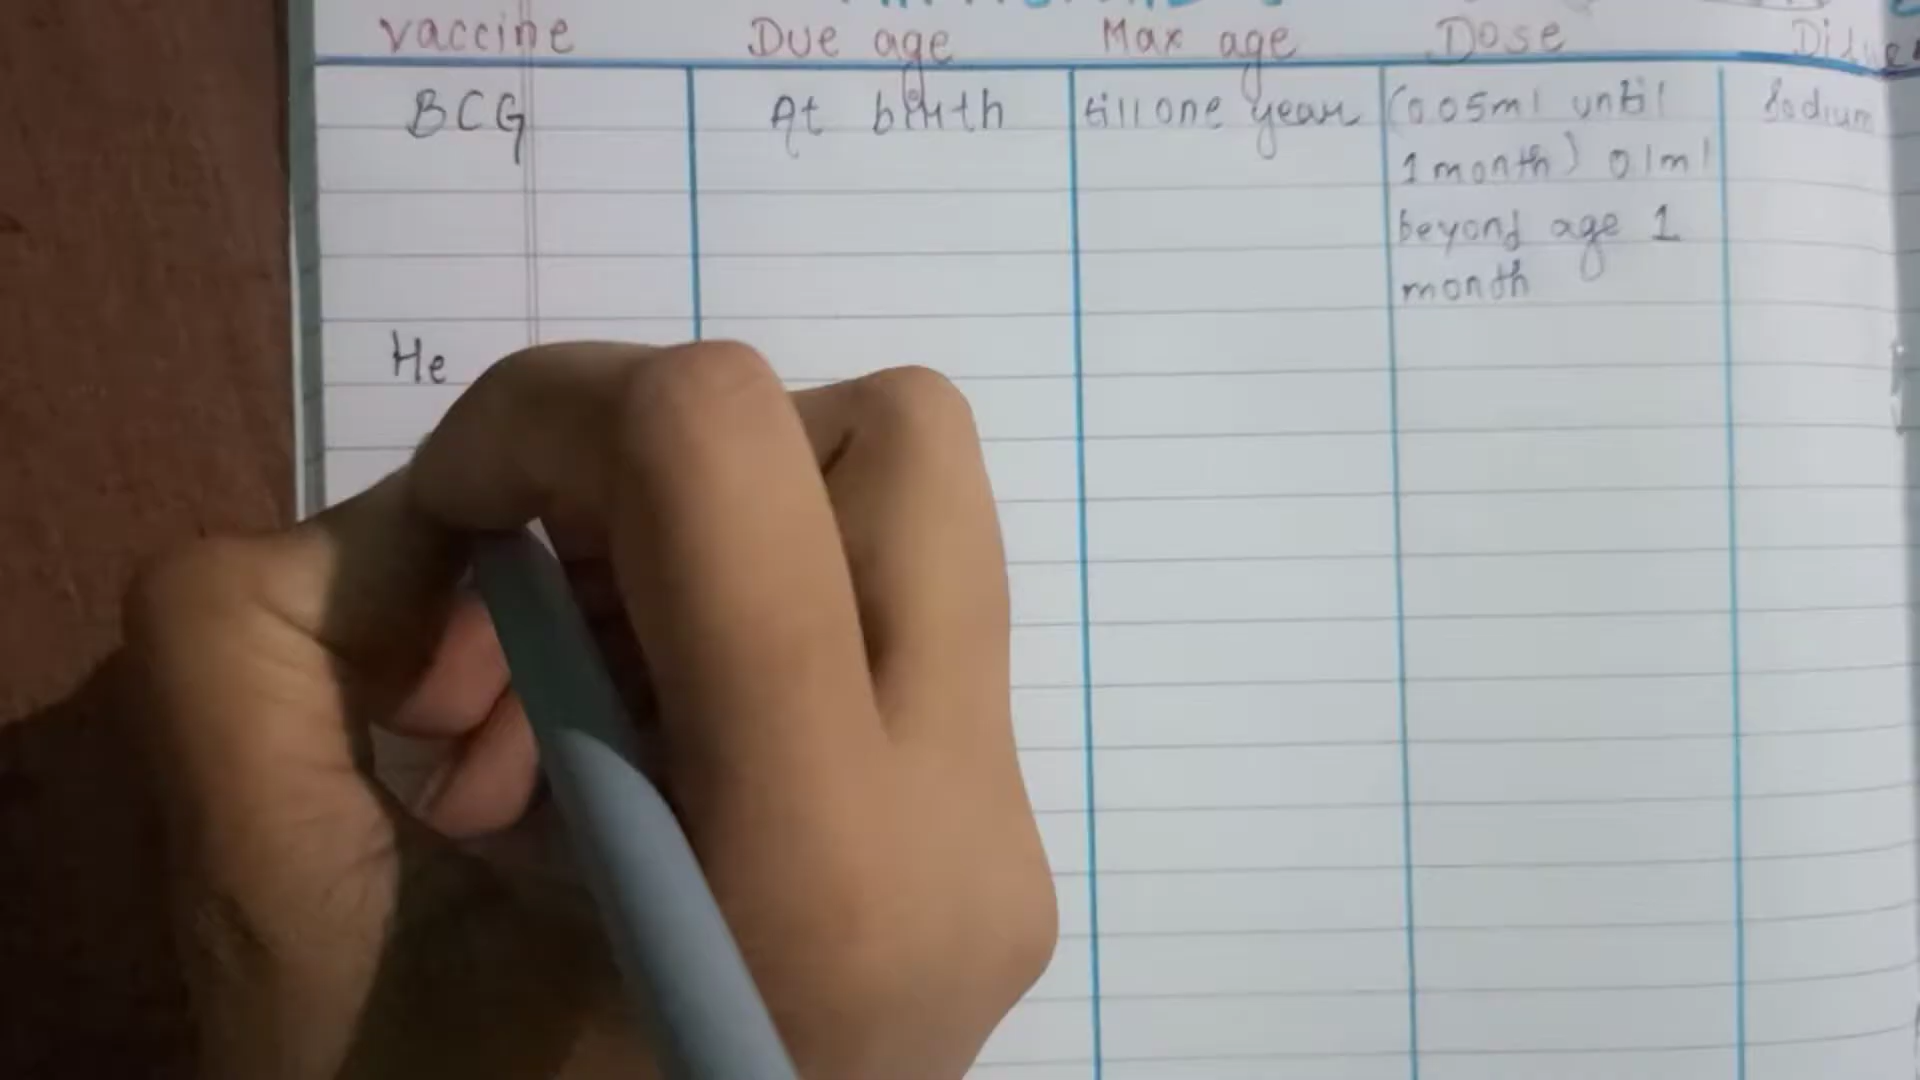 vaccine Due age Max age Dose
BCG At birth till one year (0.05ml until Sodium
1 month) 0.1ml
beyond age 1
month
He